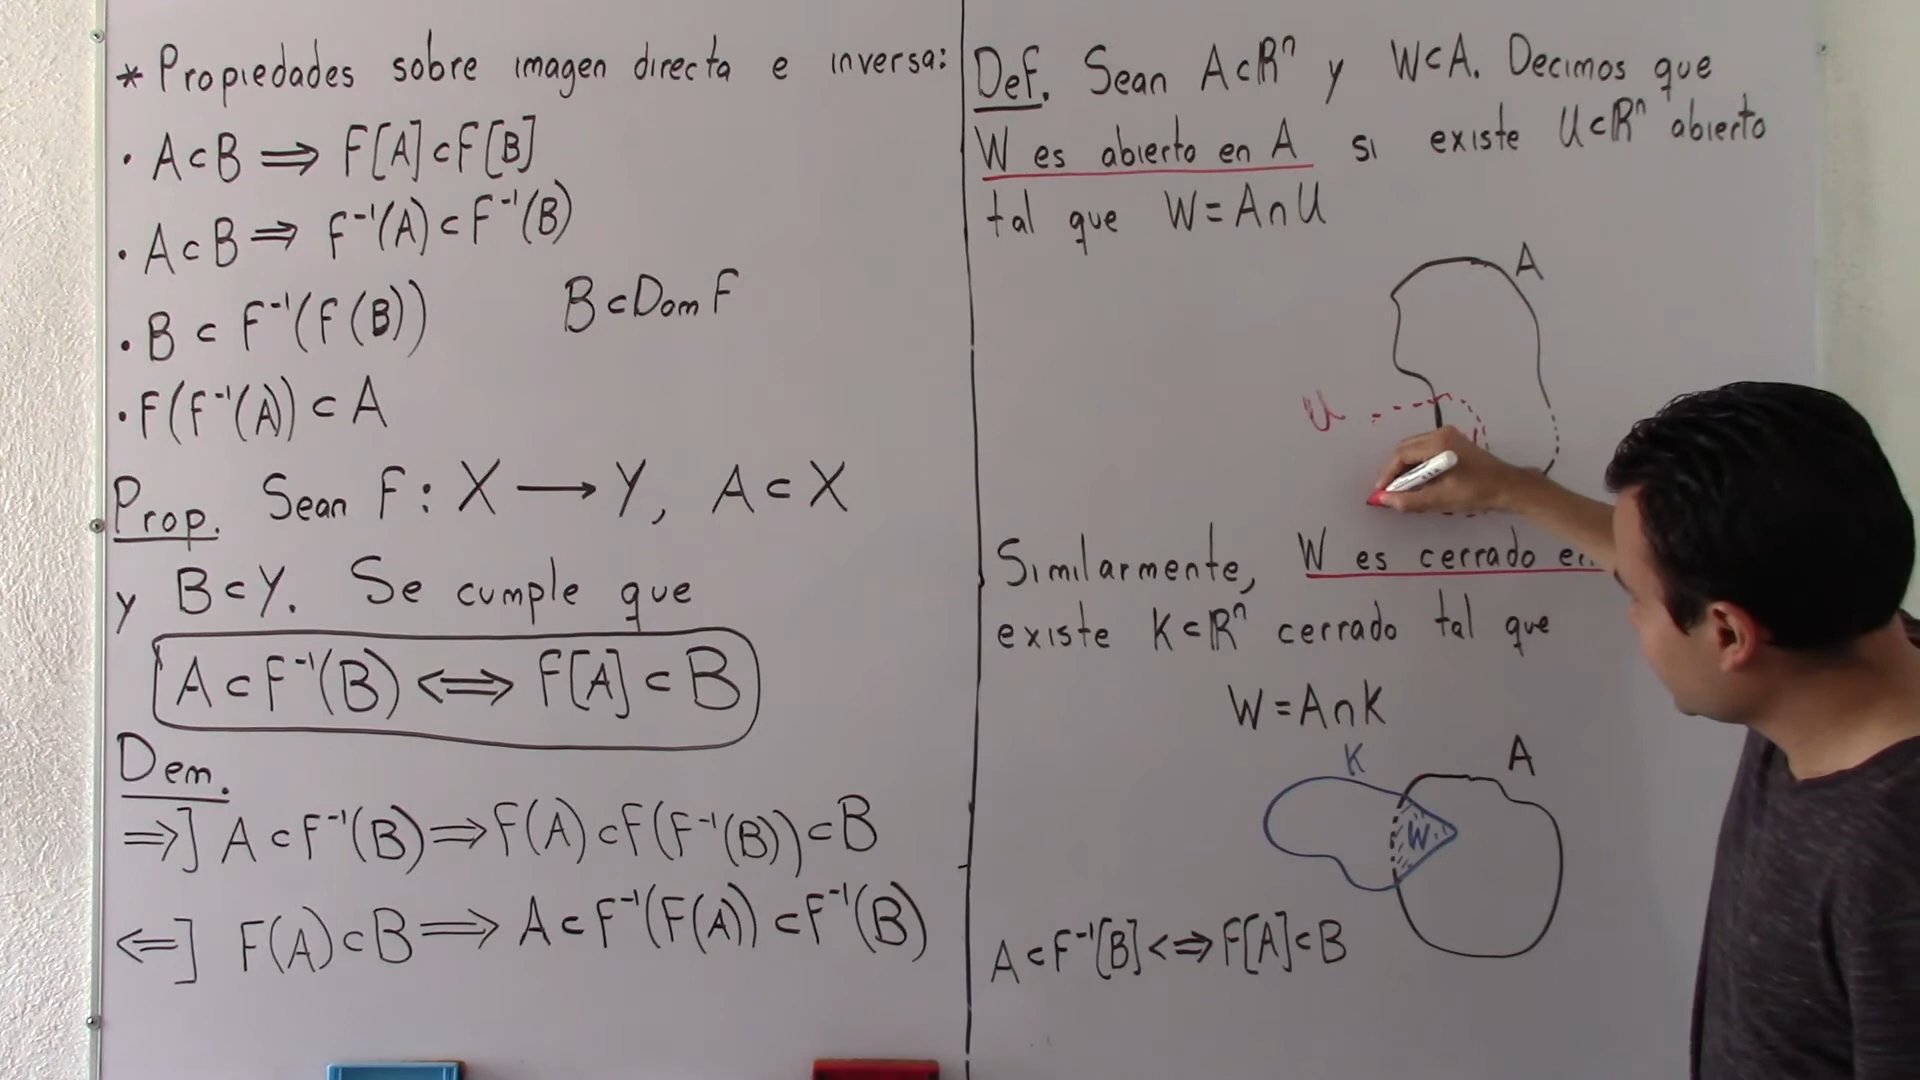 * Propiedades sobre imagen directa e inversa:
• A⊂B ⟹ F[A]⊂F[B]
• A⊂B ⟹ F⁻¹(A)⊂F⁻¹(B)
• B⊂F⁻¹(F(B))   B⊂Dom F
• F(F⁻¹(A))⊂A
Prop. Sean F: X ⟶ Y, A⊂X
y B⊂Y. Se cumple que
A⊂F⁻¹(B) ⟺ F[A]⊂B
Dem.
⟹] A⊂F⁻¹(B) ⟹ F(A)⊂F(F⁻¹(B))⊂B
⟸] F(A)⊂B ⟹ A⊂F⁻¹(F(A))⊂F⁻¹(B)
Def. Sean A⊂ℝⁿ y W⊂A. Decimos que
W es abierto en A si existe U⊂ℝⁿ abierto
tal que W=A∩U
A
U
Similarmente, W es cerrado en
existe K⊂ℝⁿ cerrado tal que
W=A∩K
K A
W
A⊂F⁻¹[B] ⟺ F[A]⊂B